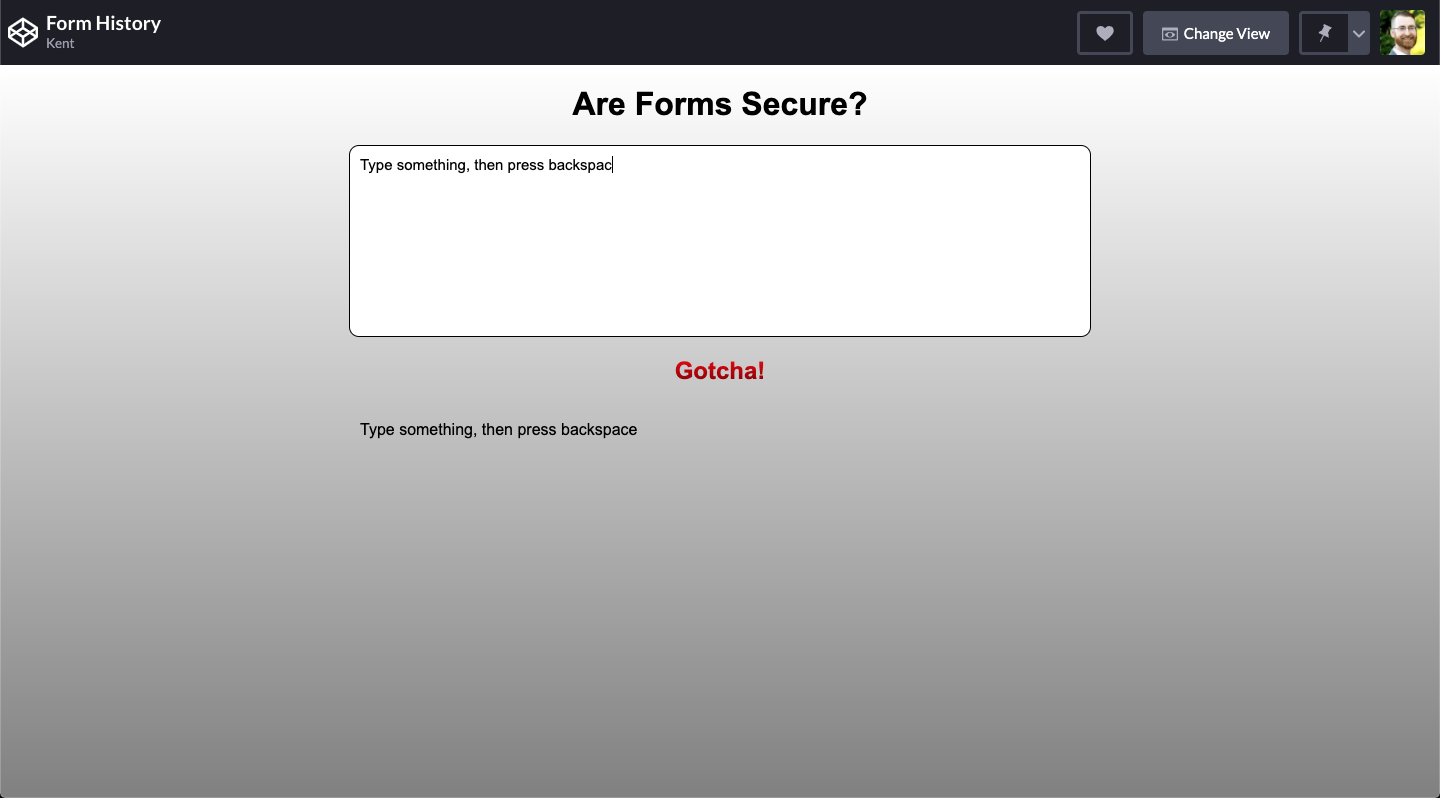 Form History
Kent
Change View
Are Forms Secure?
Type something, then press backspac
Gotcha!
Type something, then press backspace